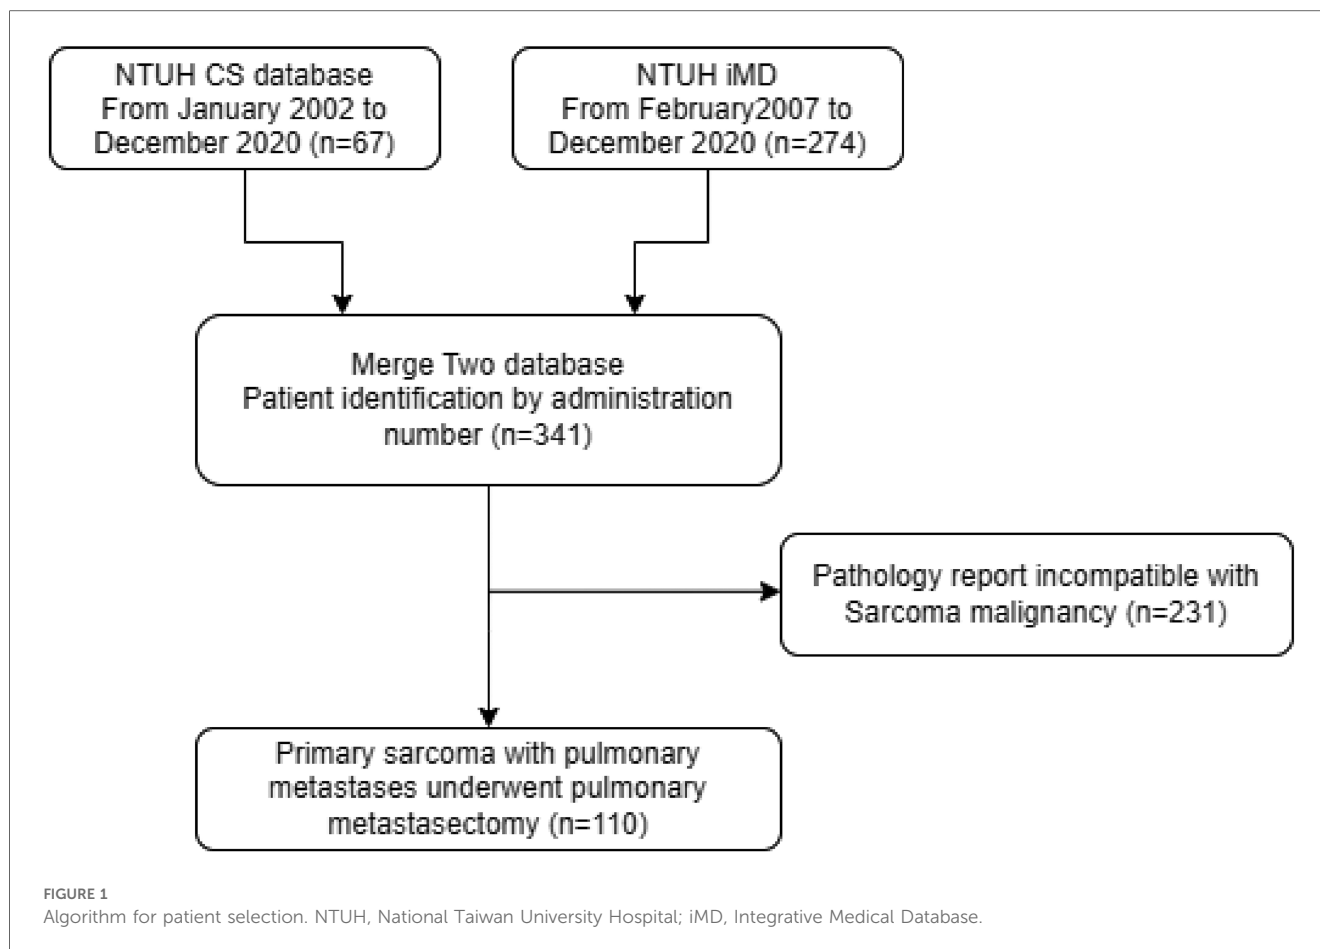 NTUH CS database
From January 2002 to
December 2020 (n=67)
NTUH iMD
From February2007 to
December 2020 (n=274)
Merge Two database
Patient identification by administration
number (n=341)
Pathology report incompatible with
Sarcoma malignancy (n=231)
Primary sarcoma with pulmonary
metastases underwent pulmonary
metastasectomy (n=110)
FIGURE 1
Algorithm for patient selection. NTUH, National Taiwan University Hospital; iMD, Integrative Medical Database.